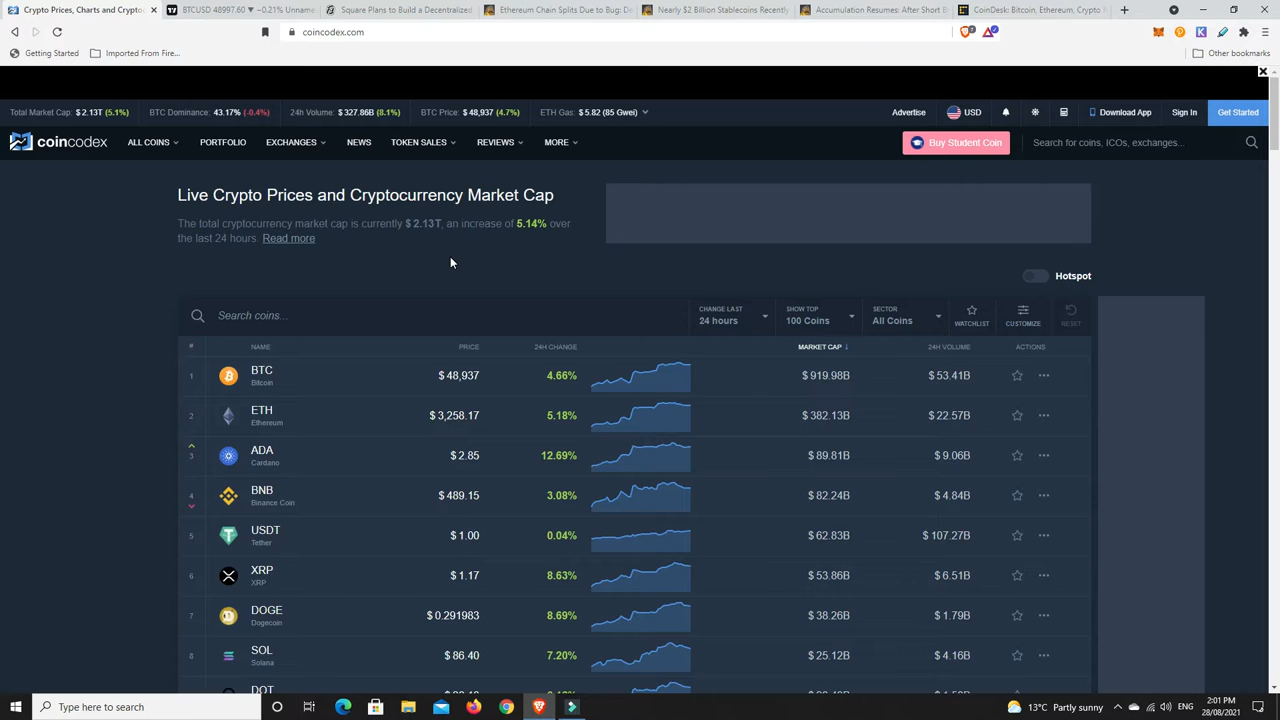 Crypto Prices, Charts and Crypto
BTCUSD 48997.60 ▼ −0.21% Unname
Square Plans to Build a Decentralized
Ethereum Chain Splits Due to Bug: De
Nearly $2 Billion Stablecoins Recently
Accumulation Resumes: After Short B
CoinDesk: Bitcoin, Ethereum, Crypto
coincodex.com
Getting Started
Imported From Fire...
Other bookmarks
Total Market Cap: $ 2.13T (5.1%)
BTC Dominance: 43.17% (-0.4%)
24h Volume: $ 327.86B (8.1%)
BTC Price: $ 48,937 (4.7%)
ETH Gas: $ 5.82 (85 Gwei)
Advertise
USD
Download App
Sign In
Get Started
coincodex
ALL COINS
PORTFOLIO
EXCHANGES
NEWS
TOKEN SALES
REVIEWS
MORE
Buy Student Coin
Search for coins, ICOs, exchanges...
Live Crypto Prices and Cryptocurrency Market Cap
The total cryptocurrency market cap is currently $ 2.13T, an increase of 5.14% over
the last 24 hours. Read more
Hotspot
Search coins...
CHANGE LAST
24 hours
SHOW TOP
100 Coins
SECTOR
All Coins
WATCHLIST
CUSTOMIZE
RESET
# NAME PRICE 24H CHANGE MARKET CAP ↓ 24H VOLUME ACTIONS
1 BTC $ 48,937 4.66% $ 919.98B $ 53.41B
Bitcoin
2 ETH $ 3,258.17 5.18% $ 382.13B $ 22.57B
Ethereum
3 ADA $ 2.85 12.69% $ 89.81B $ 9.06B
Cardano
4 BNB $ 489.15 3.08% $ 82.24B $ 4.84B
Binance Coin
5 USDT $ 1.00 0.04% $ 62.83B $ 107.27B
Tether
6 XRP $ 1.17 8.63% $ 53.86B $ 6.51B
XRP
7 DOGE $ 0.291983 8.69% $ 38.26B $ 1.79B
Dogecoin
8 SOL $ 86.40 7.20% $ 25.12B $ 4.16B
Solana
DOT
Type here to search
13°C Partly sunny
ENG
2:01 PM
28/08/2021